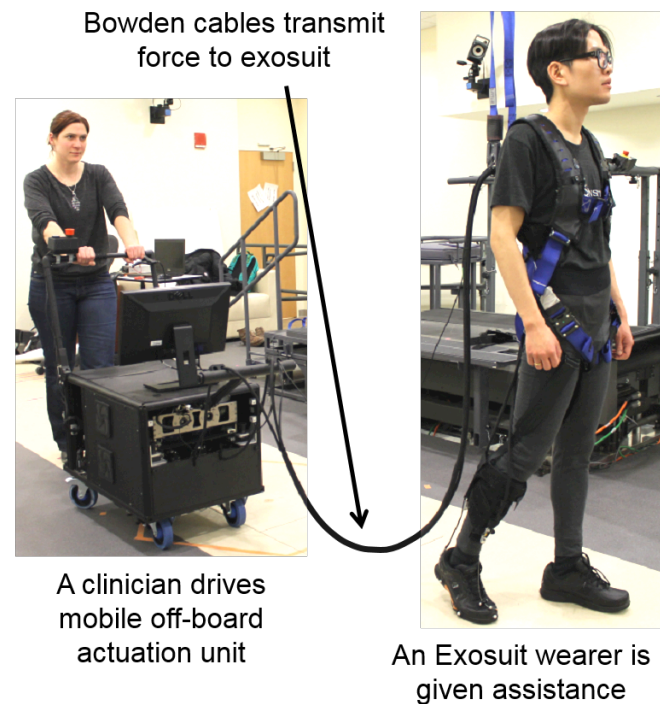 Bowden cables transmit
force to exosuit
DELL
A clinician drives
mobile off-board
actuation unit
An Exosuit wearer is
given assistance